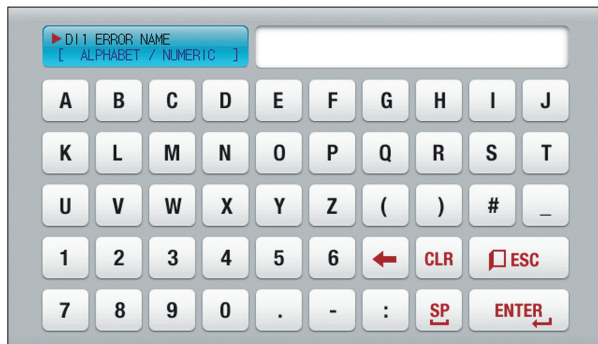 ▶DI1 ERROR NAME
[ ALPHABET / NUMERIC ]
A B C D E F G H I J
K L M N O P Q R S T
U V W X Y Z ( ) # _
1 2 3 4 5 6 ← CLR ESC
7 8 9 0 . - : SP ENTER